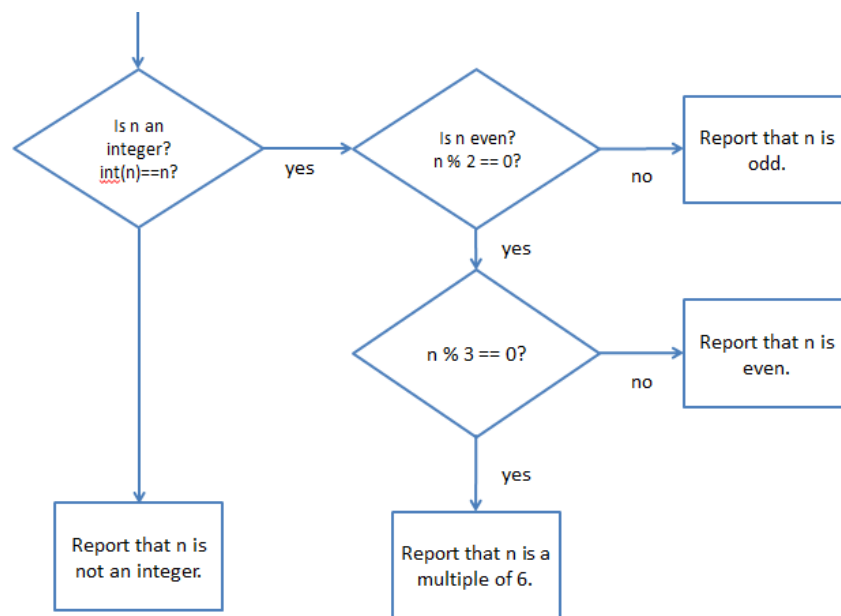 Is n an
integer?
int(n)==n?
yes
Is n even?
n % 2 == 0?
no
Report that n is
odd.
yes
n % 3 == 0?
no
Report that n is
even.
yes
Report that n is
not an integer.
Report that n is a
multiple of 6.